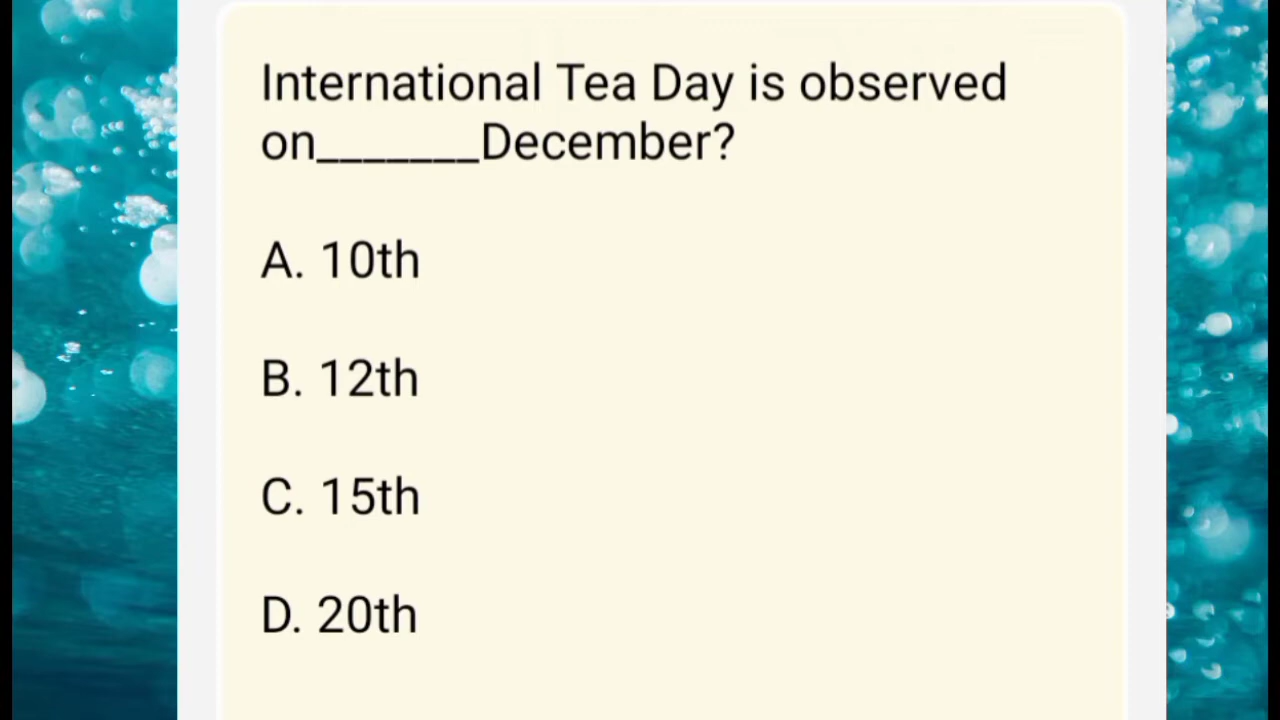 International Tea Day is observed
on_______December?
A. 10th
B. 12th
C. 15th
D. 20th